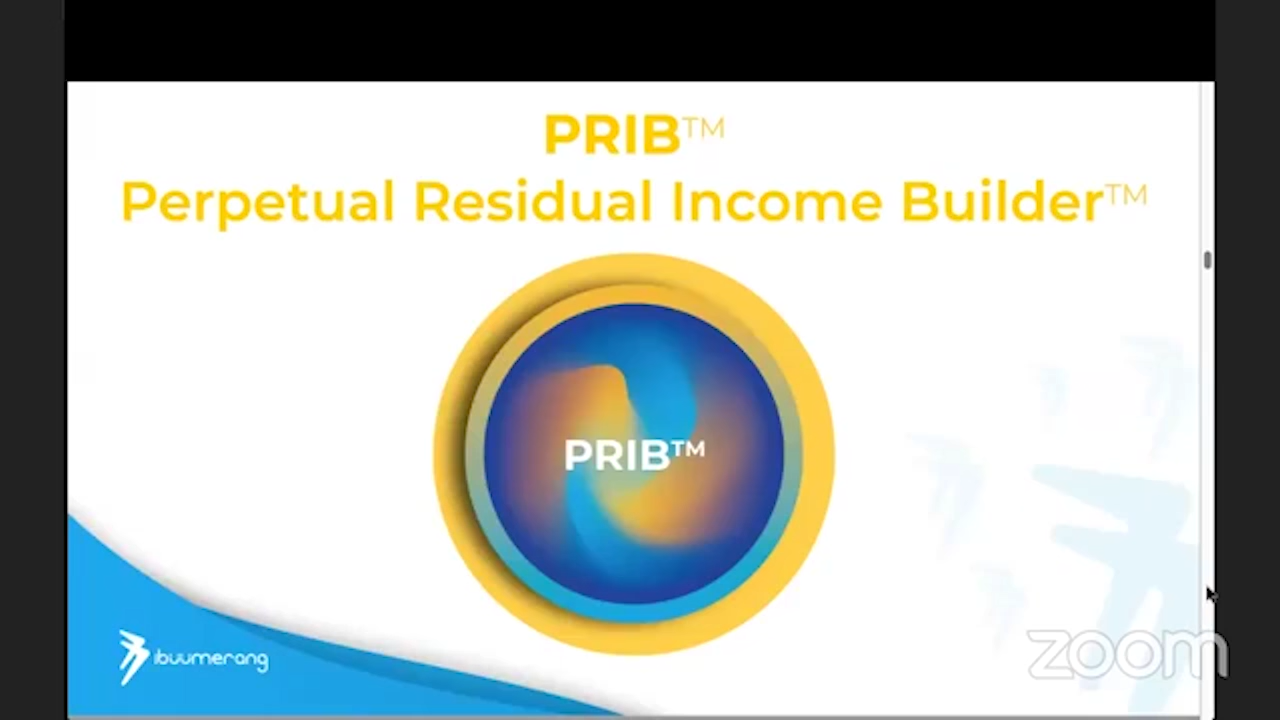 PRIB™
Perpetual Residual Income Builder™
PRIB™
ibuumerang
zoom